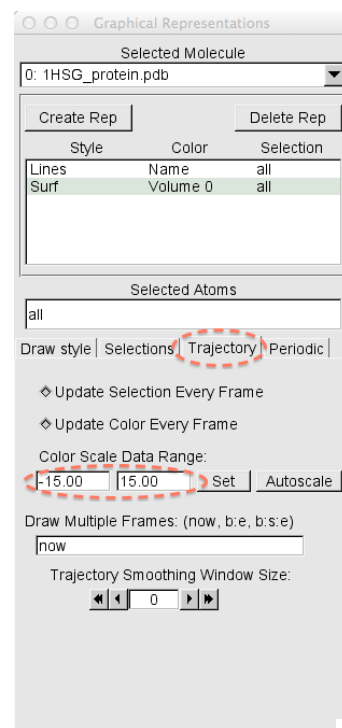 Graphical Representations
Selected Molecule
0: 1HSG_protein.pdb
Create Rep Delete Rep
Style Color Selection
Lines Name all
Surf Volume 0 all
Selected Atoms
all
Draw style Selections Trajectory Periodic
Update Selection Every Frame
Update Color Every Frame
Color Scale Data Range:
-15.00 15.00 Set Autoscale
Draw Multiple Frames: (now, b:e, b:s:e)
now
Trajectory Smoothing Window Size:
0